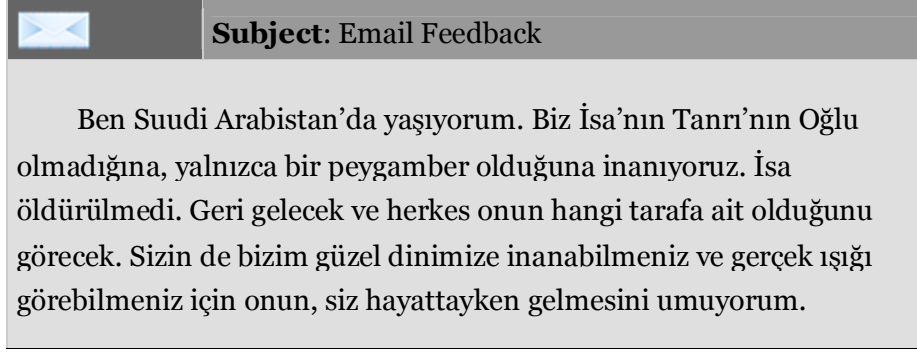 Subject: Email Feedback
Ben Suudi Arabistan’da yaşıyorum. Biz İsa’nın Tanrı’nın Oğlu
olmadığına, yalnızca bir peygamber olduğuna inanıyoruz. İsa
öldürülmedi. Geri gelecek ve herkes onun hangi tarafa ait olduğunu
görecek. Sizin de bizim güzel dinimize inanabilmeniz ve gerçek ışığı
görebilmeniz için onun, siz hayattayken gelmesini umuyorum.